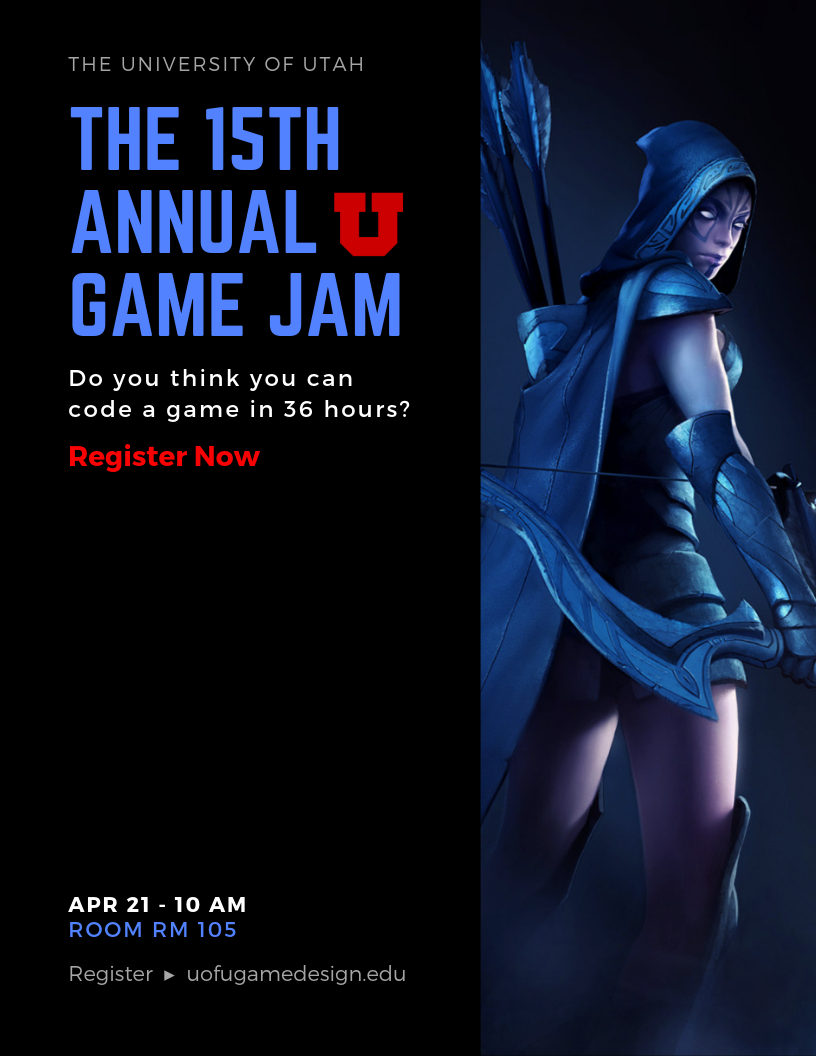 THE UNIVERSITY OF UTAH
THE 15TH
ANNUAL U
GAME JAM
Do you think you can
code a game in 36 hours?
Register Now
APR 21 - 10 AM
ROOM RM 105
Register ► uofugamedesign.edu